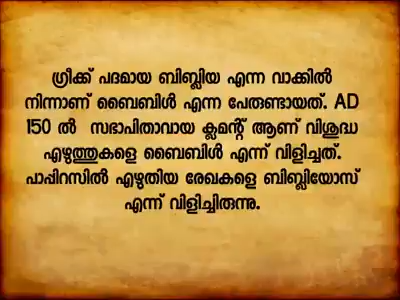 ഗ്രീക്ക് പദമായ ബിബ്ലിയ എന്ന വാക്കിൽ
നിന്നാണ് ബൈബിൾ എന്ന പേരുണ്ടായത്. AD
150 ൽ സഭാപിതാവായ ക്ലമന്റ് ആണ് വിശുദ്ധ
എഴുത്തുകളെ ബൈബിൾ എന്ന് വിളിച്ചത്.
പാപ്പിറസിൽ എഴുതിയ രേഖകളെ ബിബ്ലിയോസ്
എന്ന് വിളിച്ചിരുന്നു.